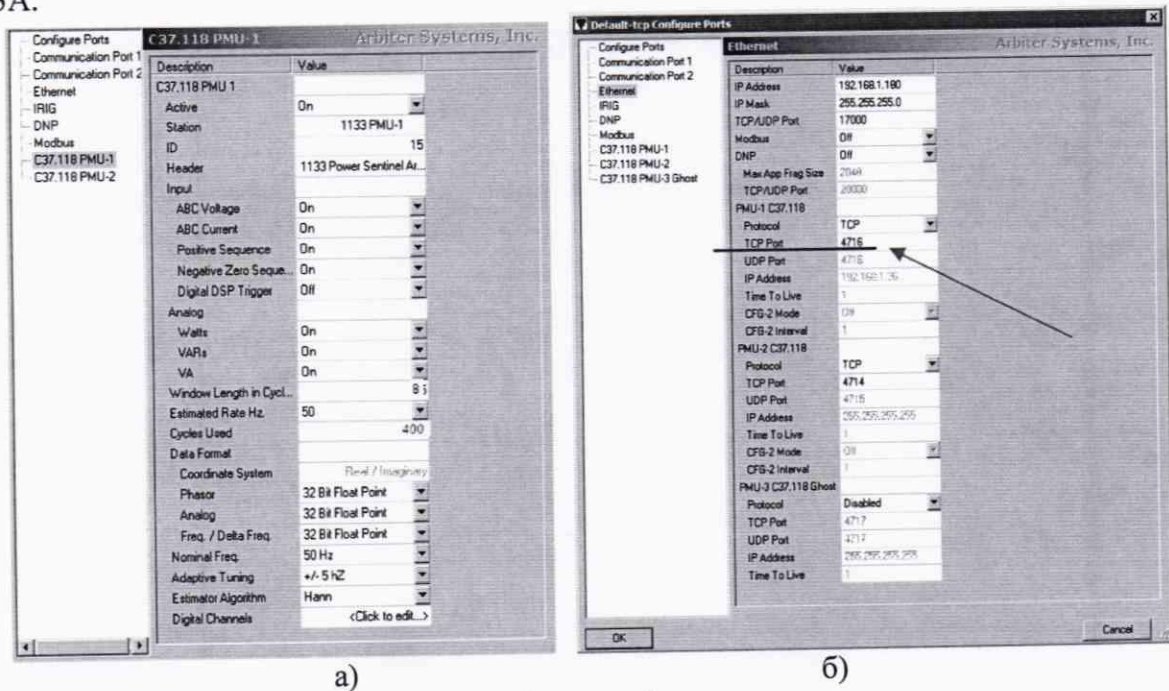 Configure Ports
Communication Port 1
Communication Port 2
Ethernet
IRIG
DNP
Modbus
C37.118 PMU-1
C37.118 PMU-2
C37.118 PMU-1 Arbiter Systems, Inc.
Description Value
C37.118 PMU 1
Active On
Station 1133 PMU-1
ID 15
Header 1133 Power Sentinel Ar...
Input
ABC Voltage On
ABC Current On
Positive Sequence On
Negative Zero Seque... On
Digital DSP Trigger Off
Analog
Watts On
VARs On
VA On
Window Length in Cycl...
Estimated Rate Hz. 50
Cycles Used 400
Data Format
Coordinate System Real / Imaginary
Phasor 32 Bit Float Point
Analog 32 Bit Float Point
Freq. / Delta Freq. 32 Bit Float Point
Nominal Freq. 50 Hz
Adaptive Tuning +/- 5 hZ
Estimator Algorithm Hann
Digital Channels <Click to edit...>
а)
Default-tcp Configure Ports
Configure Ports
Communication Port 1
Communication Port 2
Ethernet
IRIG
DNP
Modbus
C37.118 PMU-1
C37.118 PMU-2
C37.118 PMU-3 Ghost
Ethernet Arbiter Systems, Inc.
Description Value
IP Address 192.168.1.180
IP Mask 255.255.255.0
TCP/UDP Port 17000
Modbus Off
DNP Off
Max App Frag Size 2048
TCP/UDP Port 20000
PMU-1 C37.118
Protocol TCP
TCP Port 4716
UDP Port 4716
IP Address 192.168.1.36
Time To Live 1
CFG-2 Mode Off
CFG-2 Interval 1
PMU-2 C37.118
Protocol TCP
TCP Port 4714
UDP Port 4715
IP Address 255.255.255.255
Time To Live 1
CFG-2 Mode Off
CFG-2 Interval 1
PMU-3 C37.118 Ghost
Protocol Disabled
TCP Port 4717
UDP Port 4717
IP Address 255.255.255.255
Time To Live 1
OK Cancel
б)